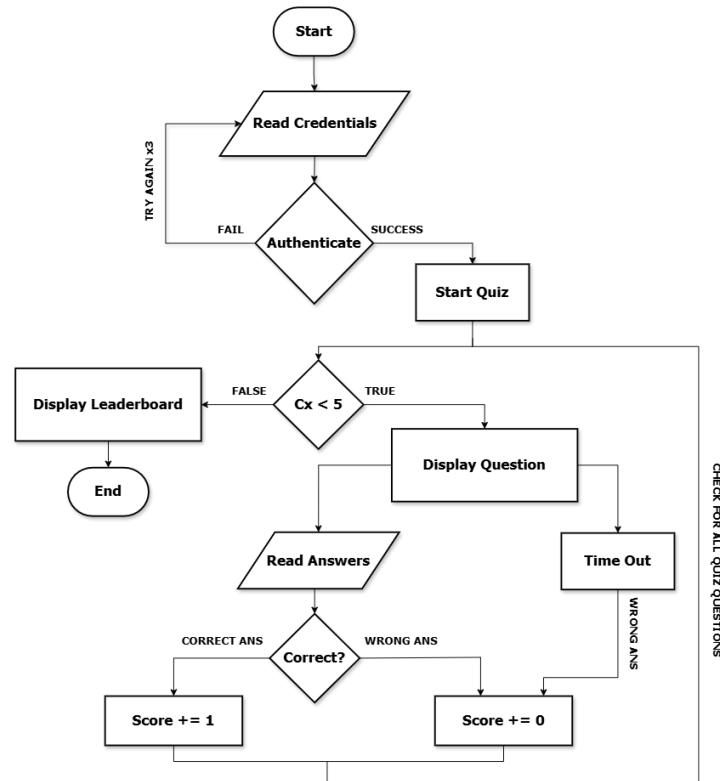 Start
Read Credentials
TRY AGAIN x3
FAIL
Authenticate
SUCCESS
Start Quiz
Display Leaderboard
FALSE
Cx < 5
TRUE
End
Display Question
CHECK FOR ALL QUIZ QUESTIONS
Read Answers
Time Out
WRONG ANS
CORRECT ANS
Correct?
WRONG ANS
Score += 1
Score += 0